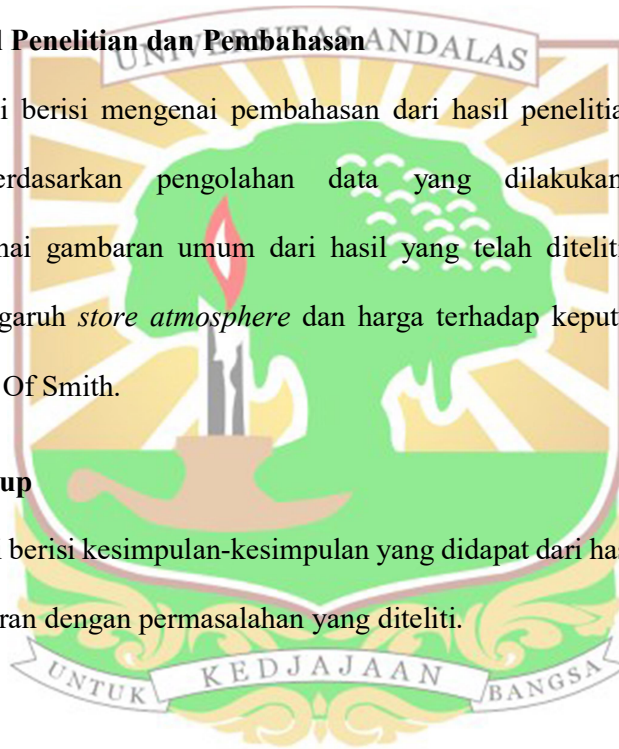 l Penelitian dan Pembahasan
UNIVERSITAS ANDALAS
i berisi mengenai pembahasan dari hasil penelitia
erdasarkan pengolahan data yang dilakukan
nai gambaran umum dari hasil yang telah diteliti
garuh store atmosphere dan harga terhadap keput
Of Smith.
up
berisi kesimpulan-kesimpulan yang didapat dari has
ran dengan permasalahan yang diteliti.
UNTUK KEDJAJAAN BANGSA